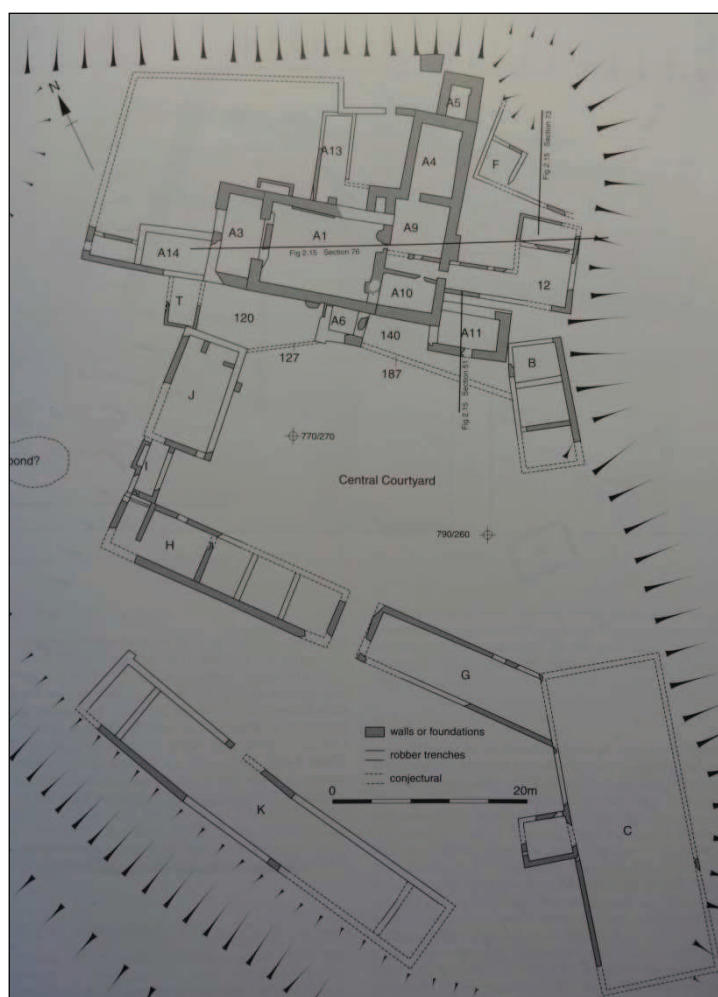 N
A5
A13
A4
F
Fig 2.15 Section 73
A3
A1
A9
Fig 2.15 Section 76
A14
12
A10
T
120
A6
140
A11
127
187
B
Fig 2.15 Section 51
J
770/270
pond?
I
Central Courtyard
790/260
H
G
walls or foundations
robber trenches
conjectural
0 20m
K
C